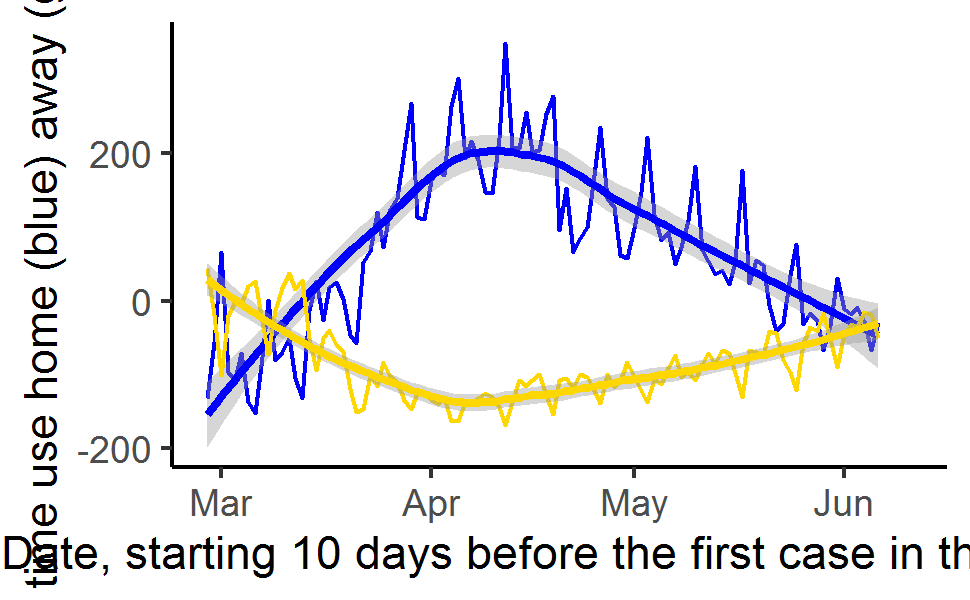 time use home (blue) away (g
200
0
-200
Mar Apr May Jun
Date, starting 10 days before the first case in th